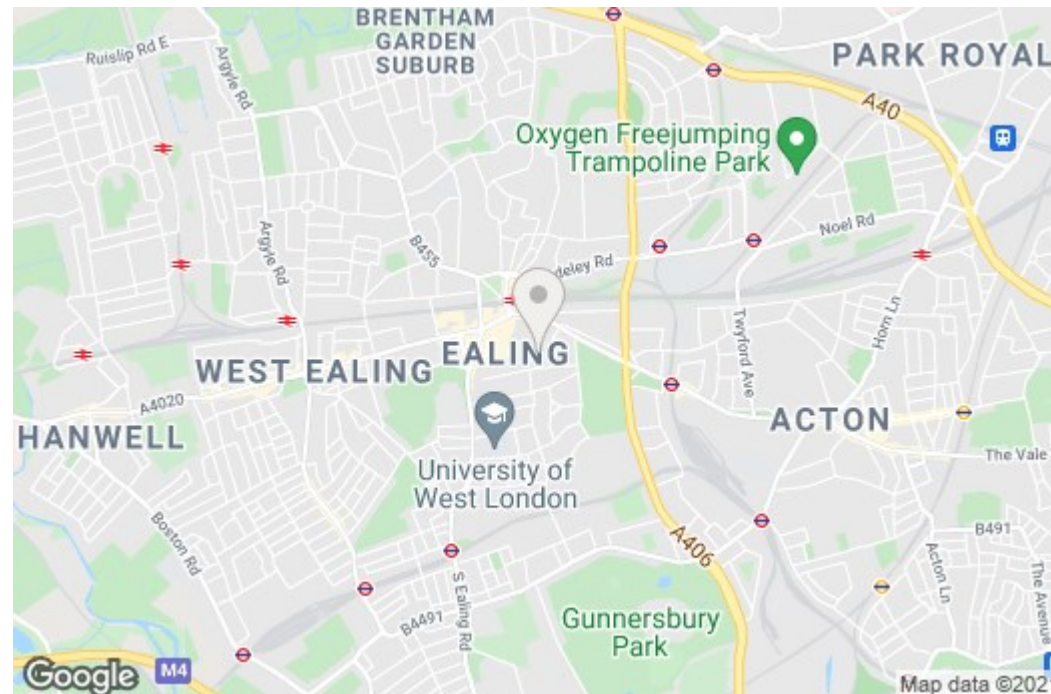 BRENTHAM
GARDEN
SUBURB
Ruislip Rd E
Argyle Rd
PARK ROYAL
A40
Oxygen Freejumping
Trampoline Park
Noel Rd
Argyle Rd
B455
deley Rd
Twyford Ave
Horn Ln
EALING
WEST EALING
A4020
HANWELL
ACTON
The Vale
University of
West London
Boston Rd
A406
B491
Acton Ln
The Avenue
S Ealing Rd
B4491
Gunnersbury
Park
Google
M4
Map data ©202